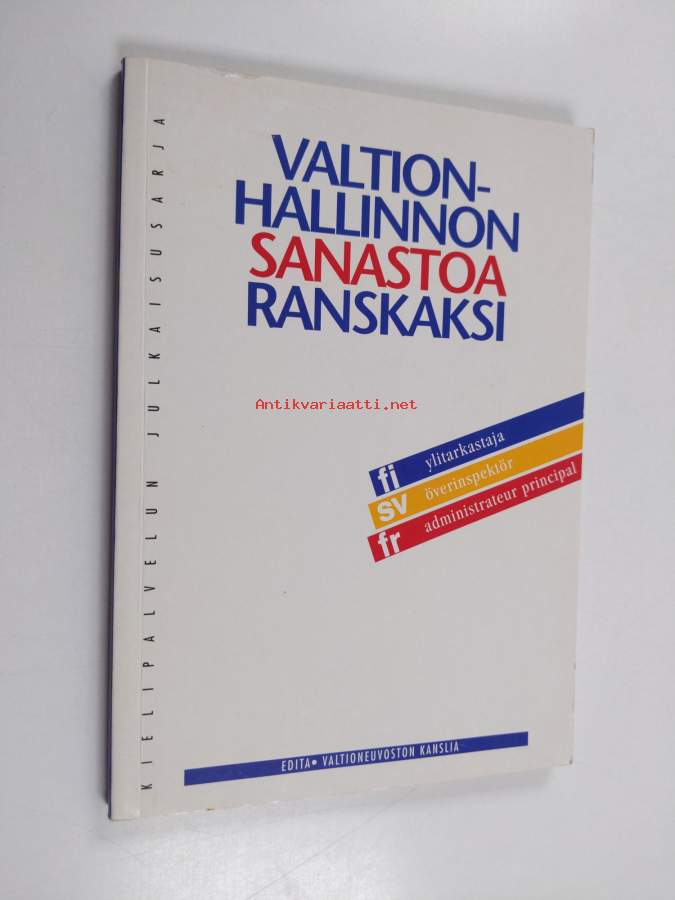 VALTION-
HALLINNON
SANASTOA
RANSKAKSI
Antikvariaatti.net
fi ylitarkastaja
sv överinspektör
fr administrateur principal
KIELIPALVELUN JULKAISUSARJA
EDITA• VALTIONEUVOSTON KANSLIA